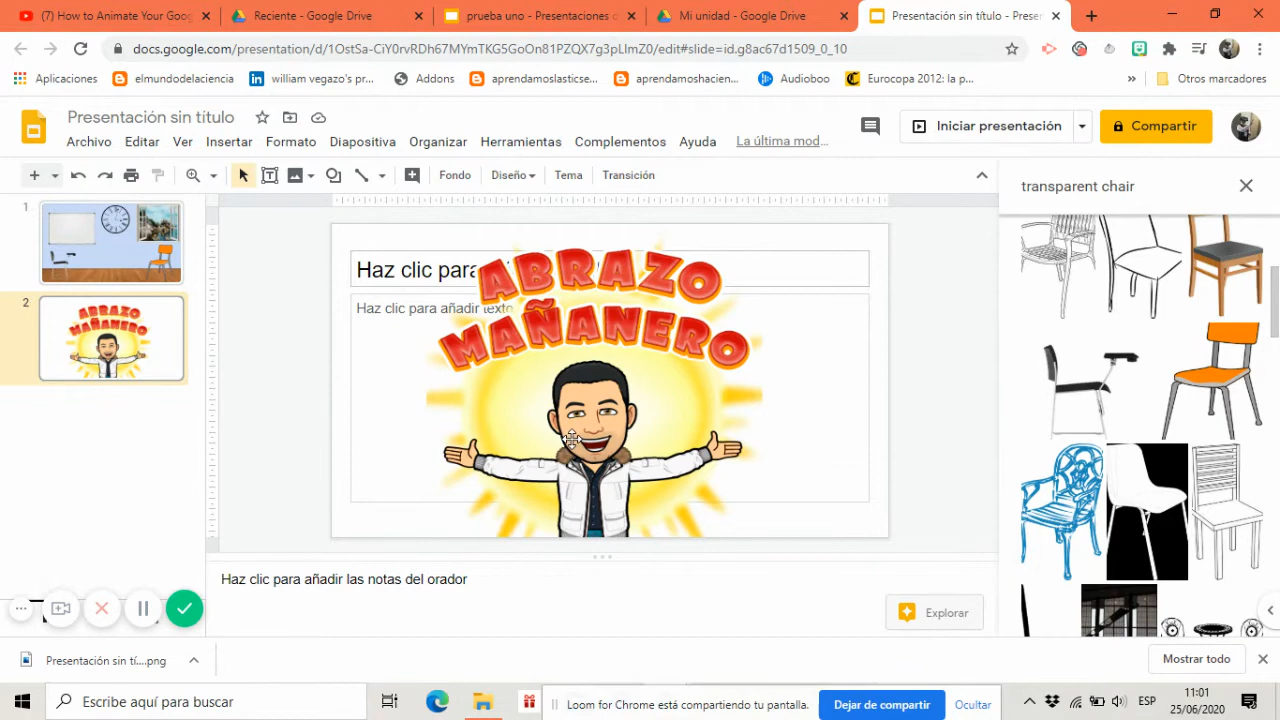 (7) How to Animate Your Goog
Reciente - Google Drive
prueba uno - Presentaciones d
Mi unidad - Google Drive
Presentación sin título - Presen
docs.google.com/presentation/d/1OstSa-CiY0rvRDh67MYmTKG5GoOn81PZQX7g3pLlmZ0/edit#slide=id.g8ac67d1509_0_10
Aplicaciones
elmundodelaciencia
william vegazo's pr...
Addons
aprendamoslasticse...
aprendamoshacien...
Audioboo
Eurocopa 2012: la p...
»
Otros marcadores
Presentación sin título
Archivo Editar Ver Insertar Formato Diapositiva Organizar Herramientas Complementos Ayuda La última mod...
Iniciar presentación
Compartir
Fondo Diseño Tema Transición
transparent chair
1
2
ABRAZO
MAÑANERO
Haz clic para
ABRAZO
MAÑANERO
Haz clic para añadir texto
Haz clic para añadir las notas del orador
Explorar
Presentación sin tí....png
Mostrar todo
Escribe aquí para buscar
Loom for Chrome está compartiendo tu pantalla.
Dejar de compartir
Ocultar
ESP
11:01
25/06/2020